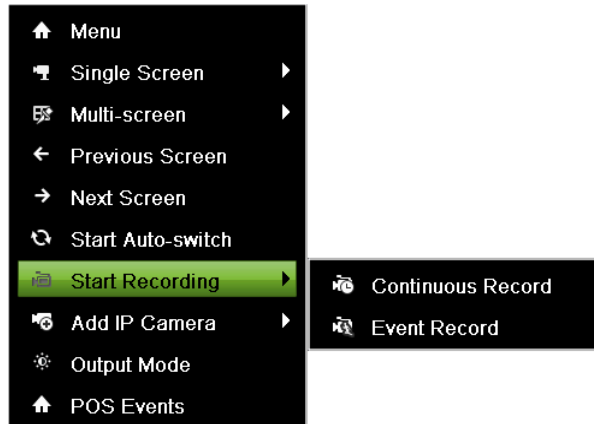 Menu
Single Screen
Multi-screen
Previous Screen
Next Screen
Start Auto-switch
Start Recording
Continuous Record
Add IP Camera
Event Record
Output Mode
POS Events